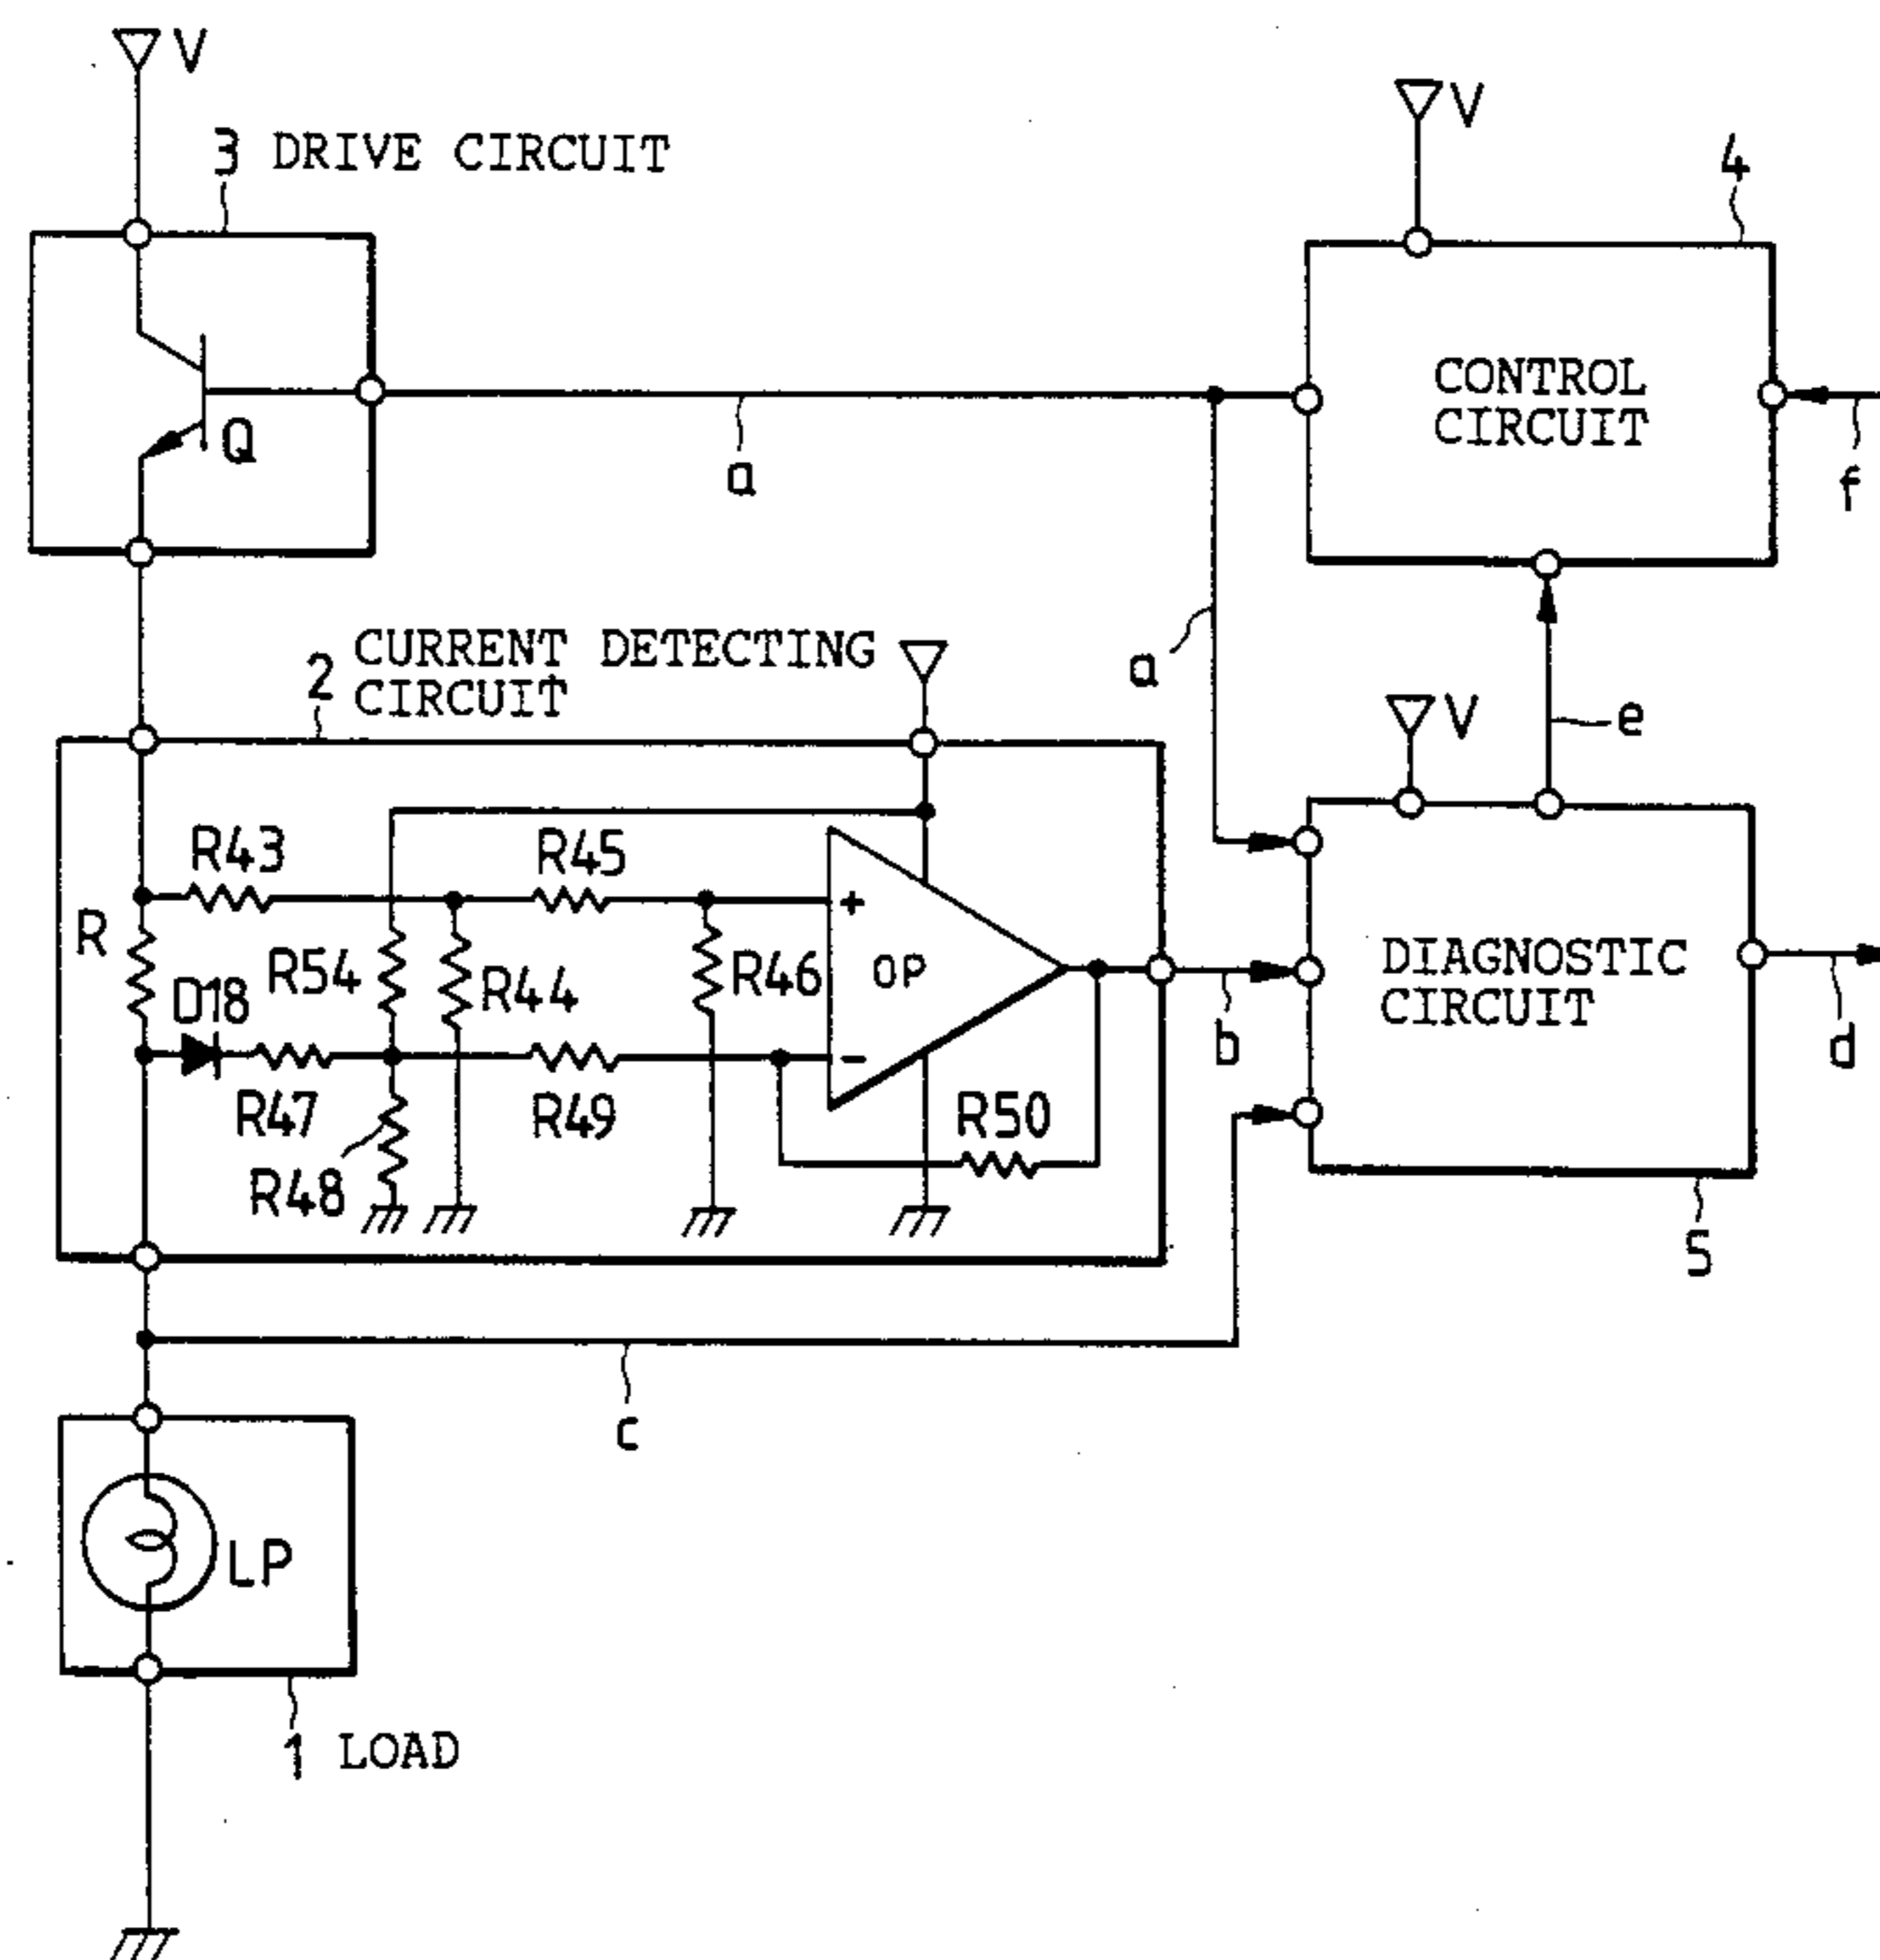 V
V
3 DRIVE CIRCUIT
4
CONTROL
CIRCUIT
Q
a
f
2 CURRENT DETECTING
CIRCUIT
a
V
e
R43
R45
R
R54
R44
R46
OP
D18
DIAGNOSTIC
CIRCUIT
+
-
b
d
R47
R49
R50
R48
5
c
LP
1 LOAD